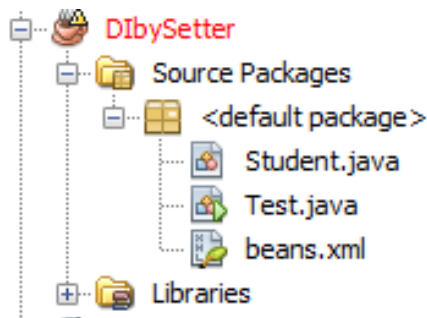 DIbySetter
Source Packages
<default package>
Student.java
Test.java
beans.xml
Libraries